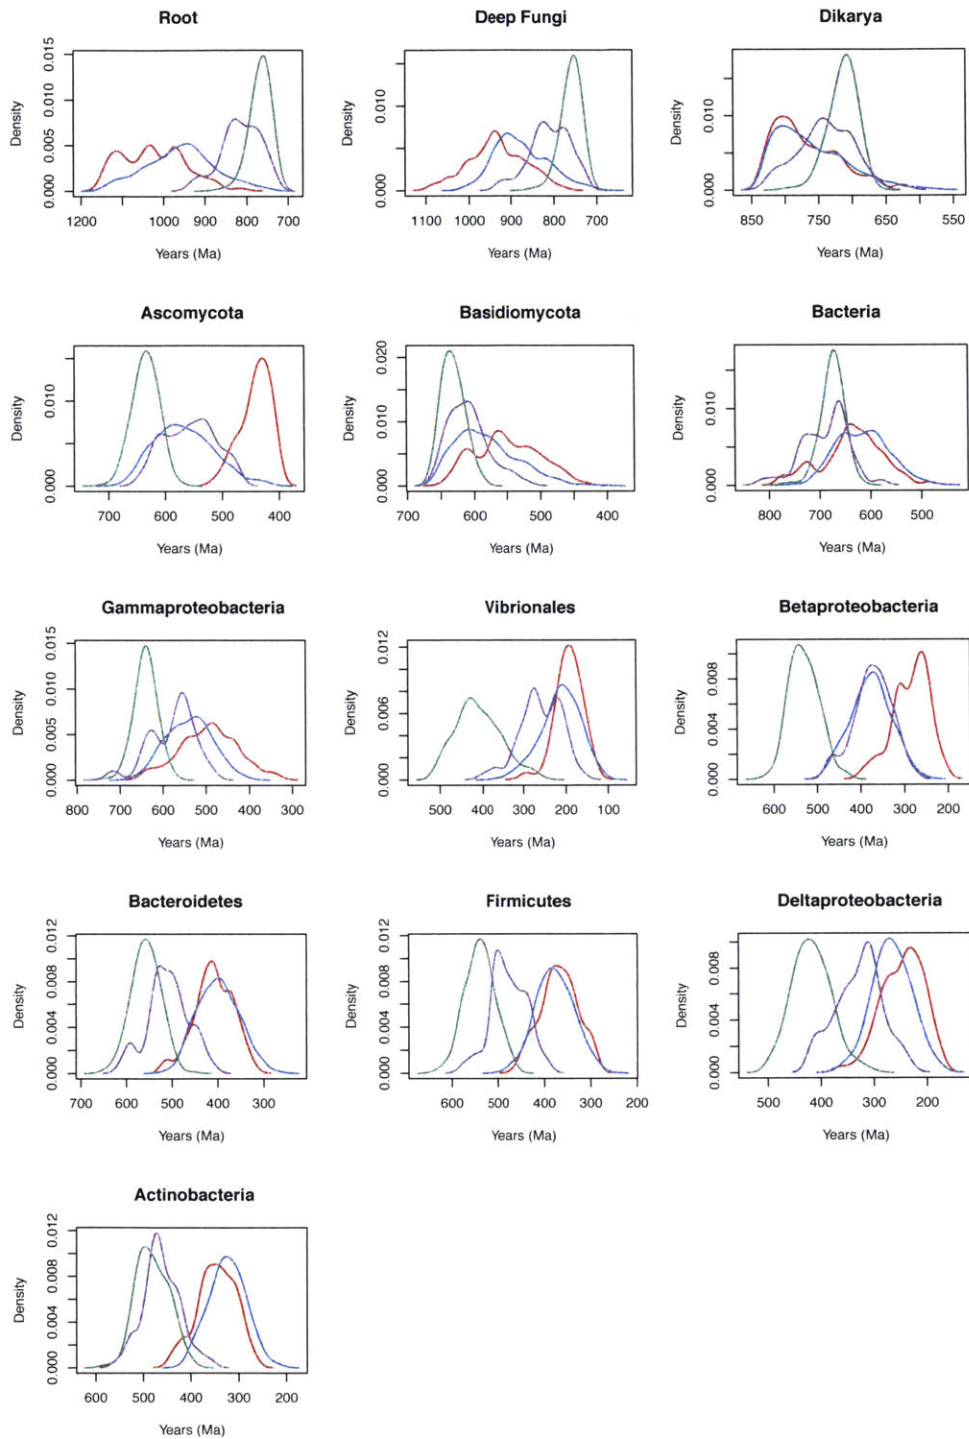 Root
Deep Fungi
Dikarya
Density
0.000 0.005 0.010 0.015
1200 1000 900 800 700
Years (Ma)
Density
0.000 0.010
1100 1000 900 800 700
Years (Ma)
Density
0.000 0.010
850 750 650 550
Years (Ma)
Ascomycota
Basidiomycota
Bacteria
Density
0.000 0.010
700 600 500 400
Years (Ma)
Density
0.000 0.010 0.020
700 600 500 400
Years (Ma)
Density
0.000 0.010
800 700 600 500
Years (Ma)
Gammaproteobacteria
Vibrionales
Betaproteobacteria
Density
0.000 0.005 0.010 0.015
800 700 600 500 400 300
Years (Ma)
Density
0.000 0.006 0.012
500 400 300 200 100
Years (Ma)
Density
0.000 0.004 0.008
600 500 400 300 200
Years (Ma)
Bacteroidetes
Firmicutes
Deltaproteobacteria
Density
0.000 0.004 0.008 0.012
700 600 500 400 300
Years (Ma)
Density
0.000 0.004 0.008 0.012
600 500 400 300 200
Years (Ma)
Density
0.000 0.004 0.008
500 400 300 200
Years (Ma)
Actinobacteria
Density
0.000 0.004 0.008 0.012
600 500 400 300 200
Years (Ma)